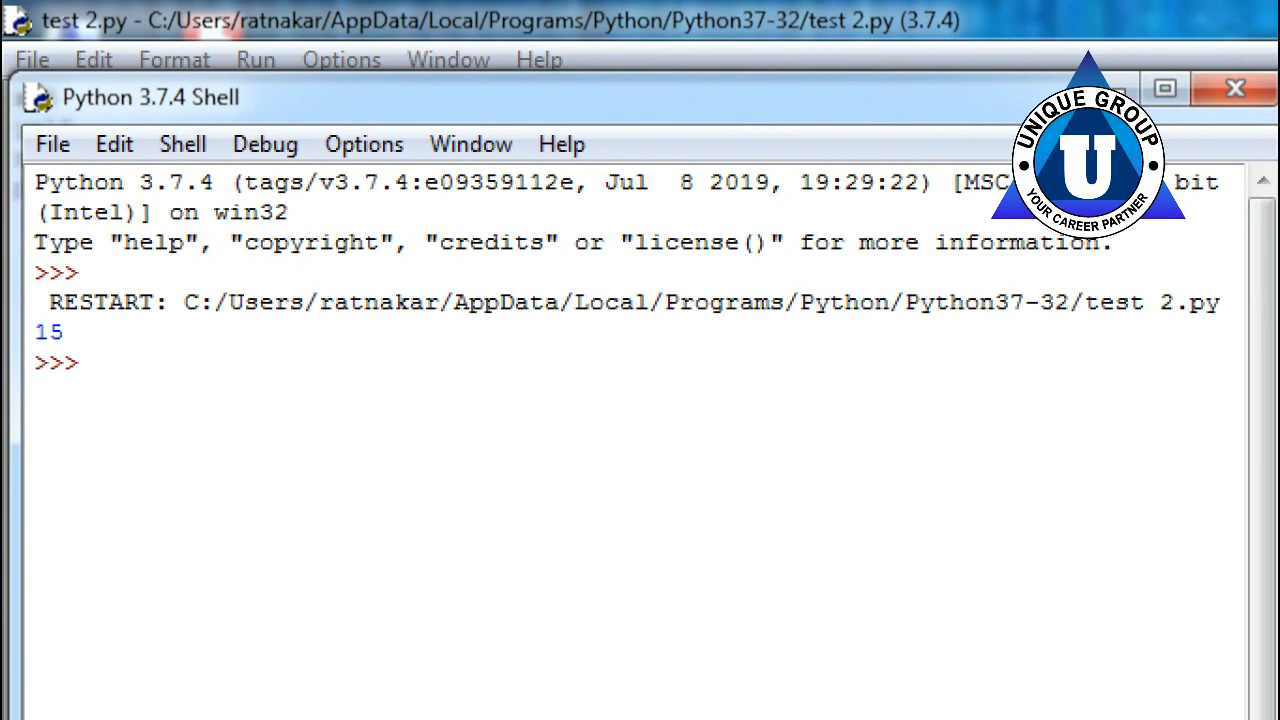 test 2.py - C:/Users/ratnakar/AppData/Local/Programs/Python/Python37-32/test 2.py (3.7.4)
File Edit Format Run Options Window Help
Python 3.7.4 Shell
File Edit Shell Debug Options Window Help
Python 3.7.4 (tags/v3.7.4:e09359112e, Jul  8 2019, 19:29:22) [MSC bit
(Intel)] on win32
Type "help", "copyright", "credits" or "license()" for more information.
>>>
RESTART: C:/Users/ratnakar/AppData/Local/Programs/Python/Python37-32/test 2.py
15
>>>
UNIQUE GROUP
U
YOUR CAREER PARTNER